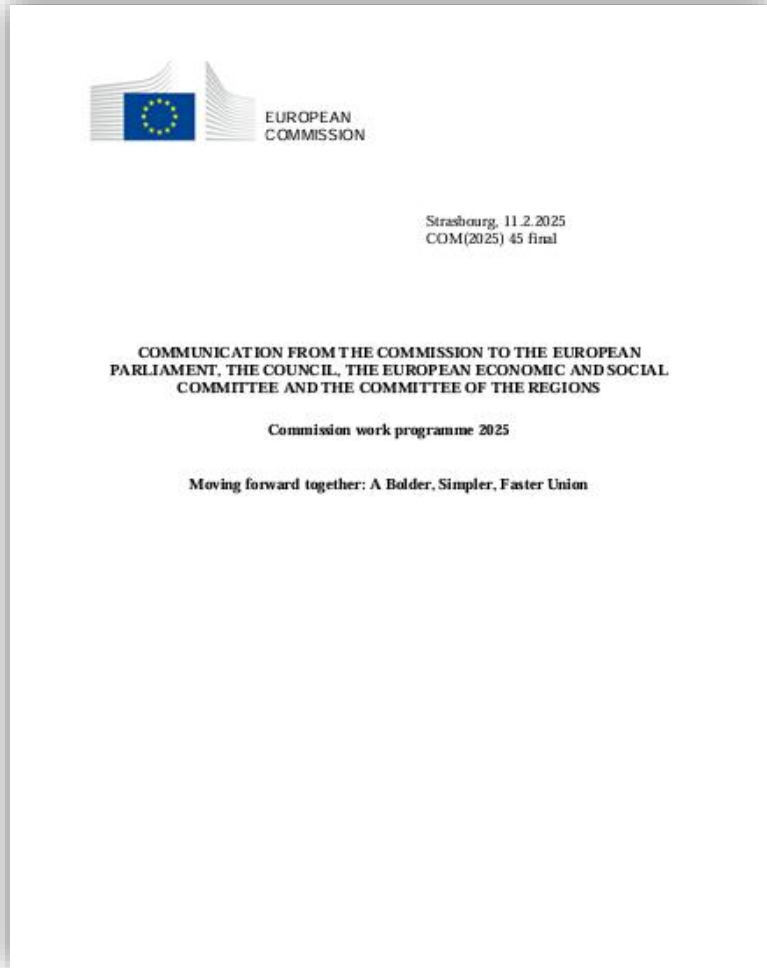 EUROPEAN
COMMISSION
Strasbourg, 11.2.2025
COM(2025) 45 final
COMMUNICATION FROM THE COMMISSION TO THE EUROPEAN
PARLIAMENT, THE COUNCIL, THE EUROPEAN ECONOMIC AND SOCIAL
COMMITTEE AND THE COMMITTEE OF THE REGIONS
Commission work programme 2025
Moving forward together: A Bolder, Simpler, Faster Union